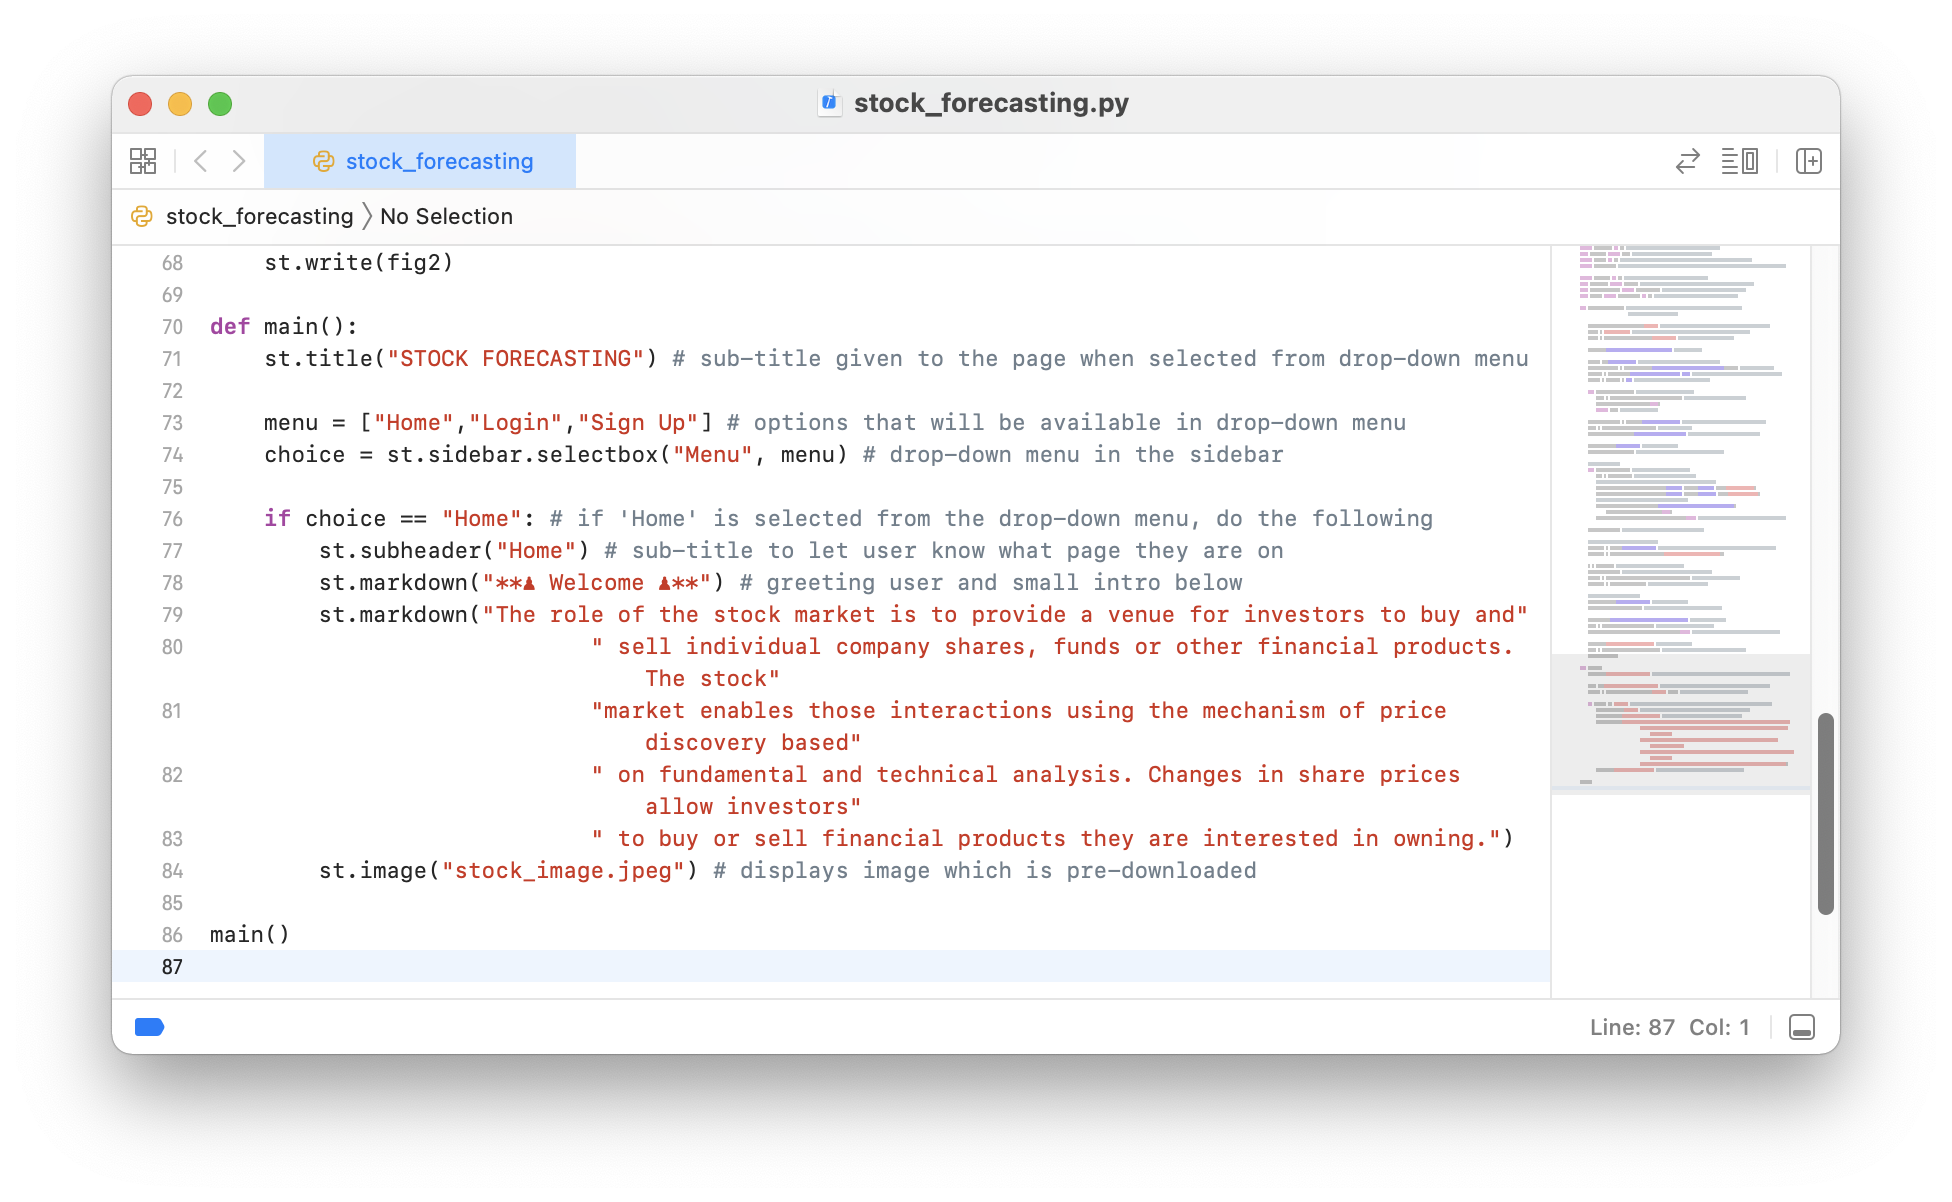 stock_forecasting.py
stock_forecasting
stock_forecasting 〉 No Selection
68     st.write(fig2)
69
70 def main():
71     st.title("STOCK FORECASTING") # sub-title given to the page when selected from drop-down menu
72
73     menu = ["Home","Login","Sign Up"] # options that will be available in drop-down menu
74     choice = st.sidebar.selectbox("Menu", menu) # drop-down menu in the sidebar
75
76     if choice == "Home": # if 'Home' is selected from the drop-down menu, do the following
77         st.subheader("Home") # sub-title to let user know what page they are on
78         st.markdown("**♟ Welcome ♟**") # greeting user and small intro below
79         st.markdown("The role of the stock market is to provide a venue for investors to buy and"
80                             " sell individual company shares, funds or other financial products.
The stock"
81                             "market enables those interactions using the mechanism of price
discovery based"
82                             " on fundamental and technical analysis. Changes in share prices
allow investors"
83                             " to buy or sell financial products they are interested in owning.")
84         st.image("stock_image.jpeg") # displays image which is pre-downloaded
85
86 main()
87
Line: 87 Col: 1